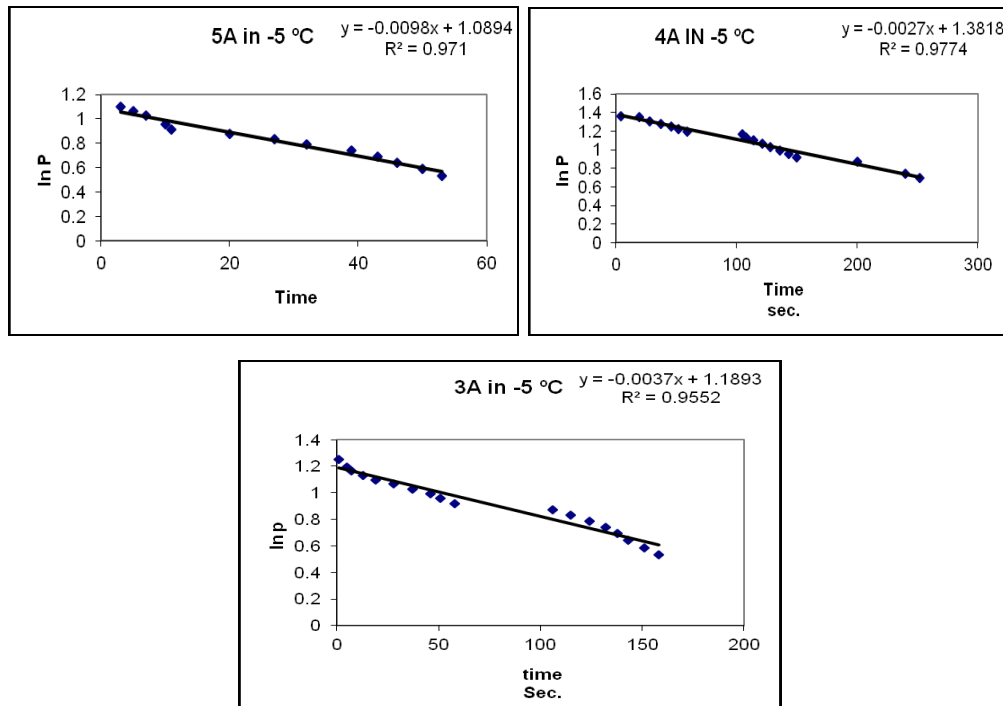 5A in -5 ºC
y = -0.0098x + 1.0894
R² = 0.971
1.2
1
0.8
0.6
0.4
0.2
0
ln P
0 20 40 60
Time
4A IN -5 ºC
y = -0.0027x + 1.3818
R² = 0.9774
1.6
1.4
1.2
1
0.8
0.6
0.4
0.2
0
ln P
0 100 200 300
Time
sec.
3A in -5 ºC
y = -0.0037x + 1.1893
R² = 0.9552
1.4
1.2
1
0.8
0.6
0.4
0.2
0
ln p
0 50 100 150 200
time
Sec.